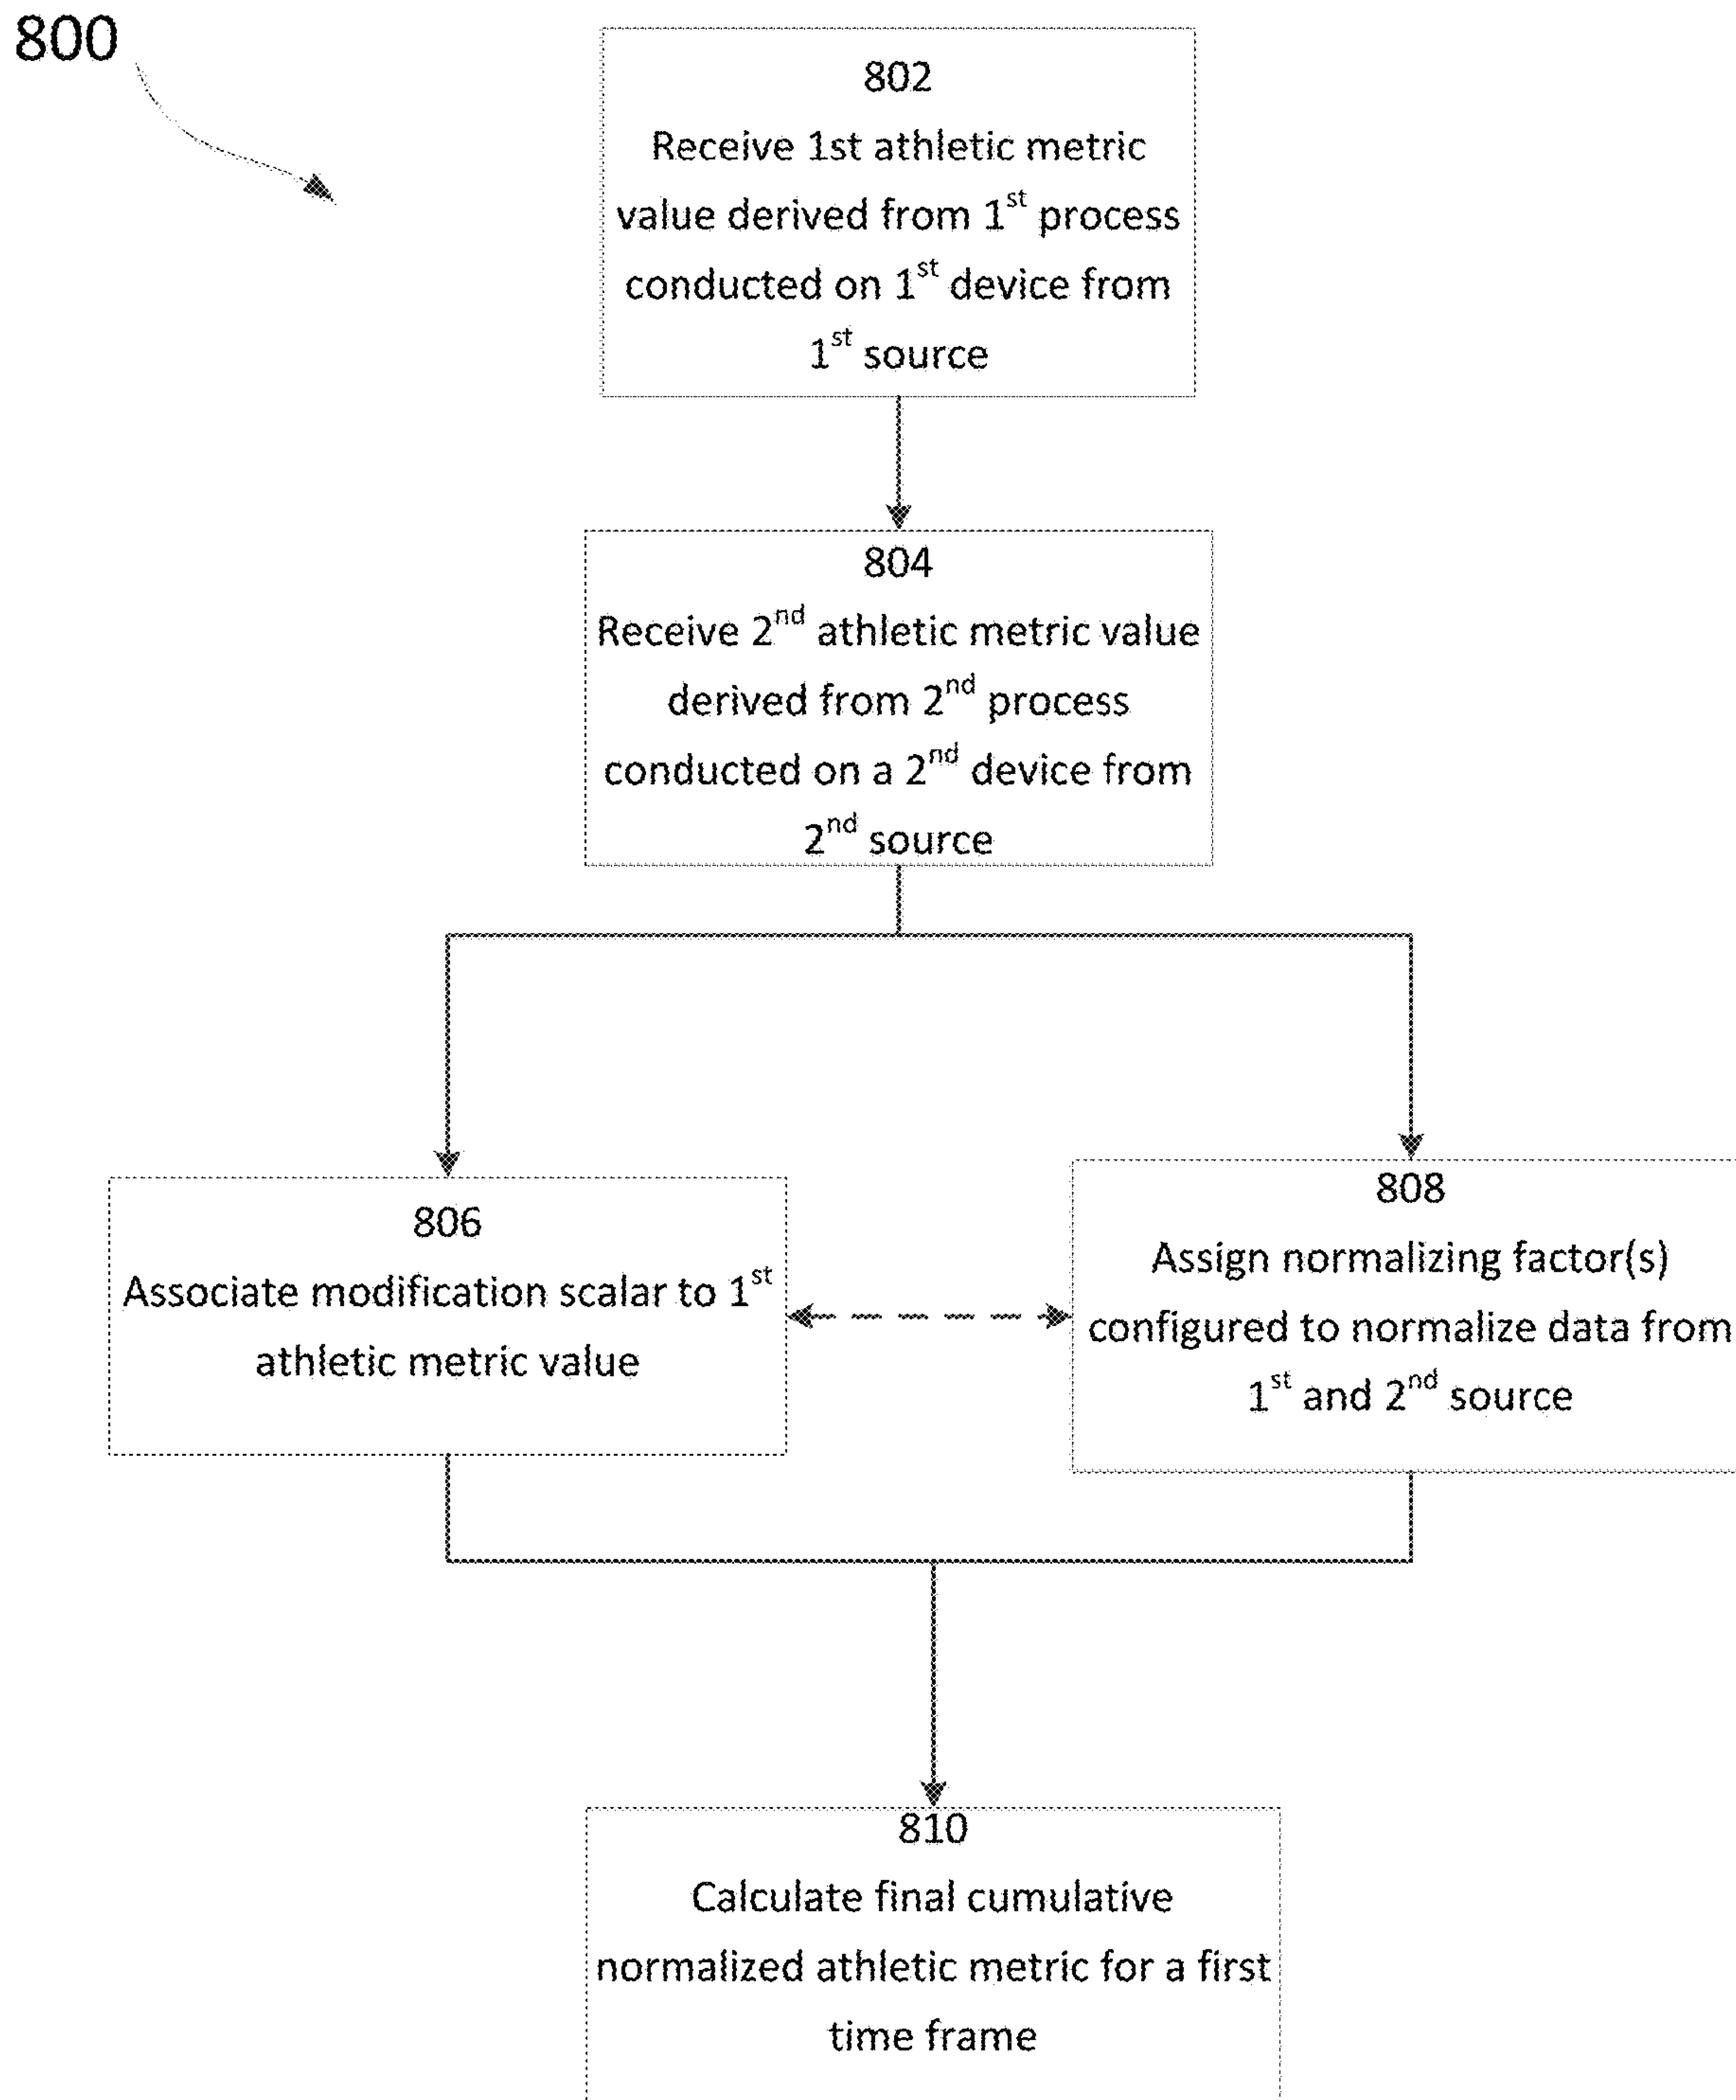 800
802
Receive 1st athletic metric
value derived from 1st process
conducted on 1st device from
1st source
804
Receive 2nd athletic metric value
derived from 2nd process
conducted on a 2nd device from
2nd source
806
Associate modification scalar to 1st
athletic metric value
808
Assign normalizing factor(s)
configured to normalize data from
1st and 2nd source
810
Calculate final cumulative
normalized athletic metric for a first
time frame